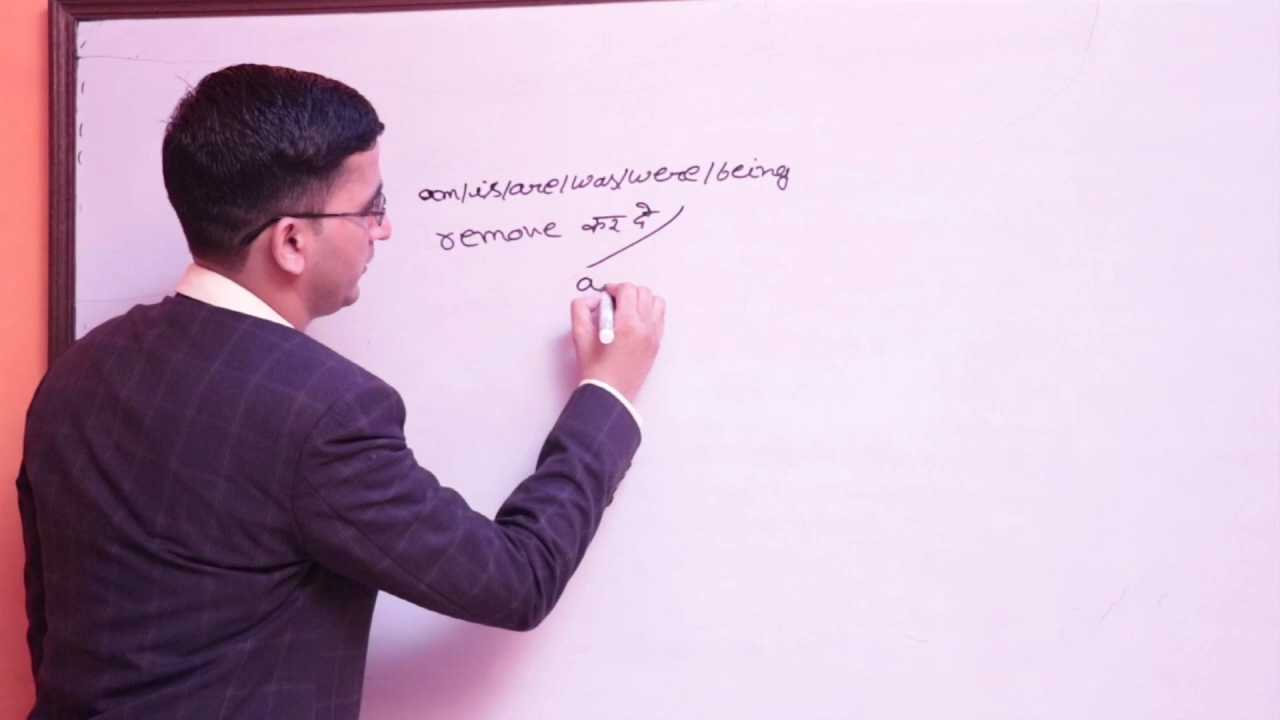 am/is/are/was/were/being
remove कर दे
a